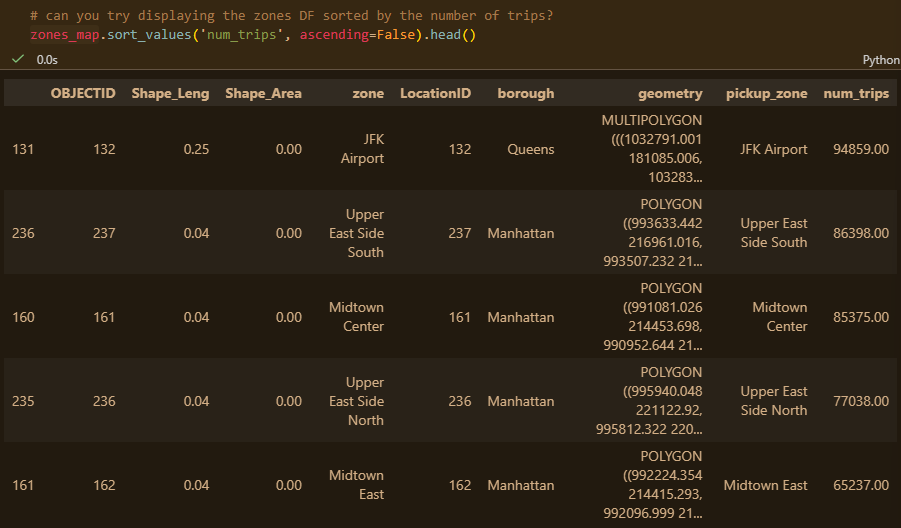 # can you try displaying the zones DF sorted by the number of trips?
zones_map.sort_values('num_trips', ascending=False).head()
0.0s Python
OBJECTID Shape_Leng Shape_Area zone LocationID borough geometry pickup_zone num_trips
131 132 0.25 0.00 JFK Airport 132 Queens MULTIPOLYGON (((1032791.001 181085.006, 103283... JFK Airport 94859.00
236 237 0.04 0.00 Upper East Side South 237 Manhattan POLYGON ((993633.442 216961.016, 993507.232 21... Upper East Side South 86398.00
160 161 0.04 0.00 Midtown Center 161 Manhattan POLYGON ((991081.026 214453.698, 990952.644 21... Midtown Center 85375.00
235 236 0.04 0.00 Upper East Side North 236 Manhattan POLYGON ((995940.048 221122.92, 995812.322 220... Upper East Side North 77038.00
161 162 0.04 0.00 Midtown East 162 Manhattan POLYGON ((992224.354 214415.293, 992096.999 21... Midtown East 65237.00